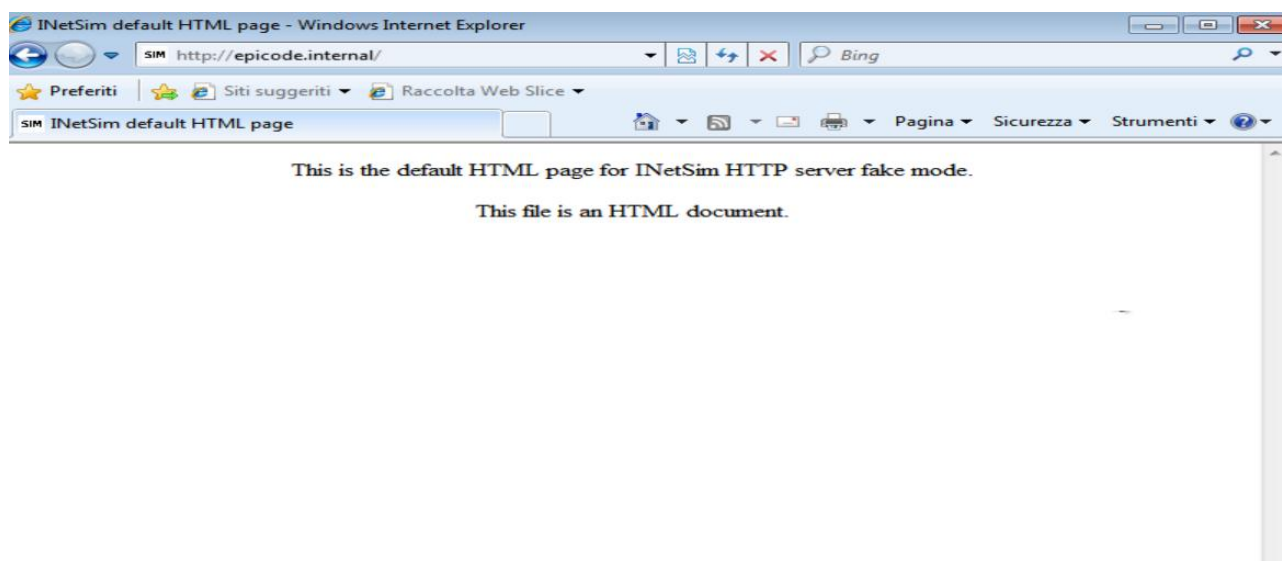 INetSim default HTML page - Windows Internet Explorer
SIM http://epicode.internal/ Bing
Preferiti Siti suggeriti Raccolta Web Slice
SIM INetSim default HTML page Pagina Sicurezza Strumenti
This is the default HTML page for INetSim HTTP server fake mode.
This file is an HTML document.